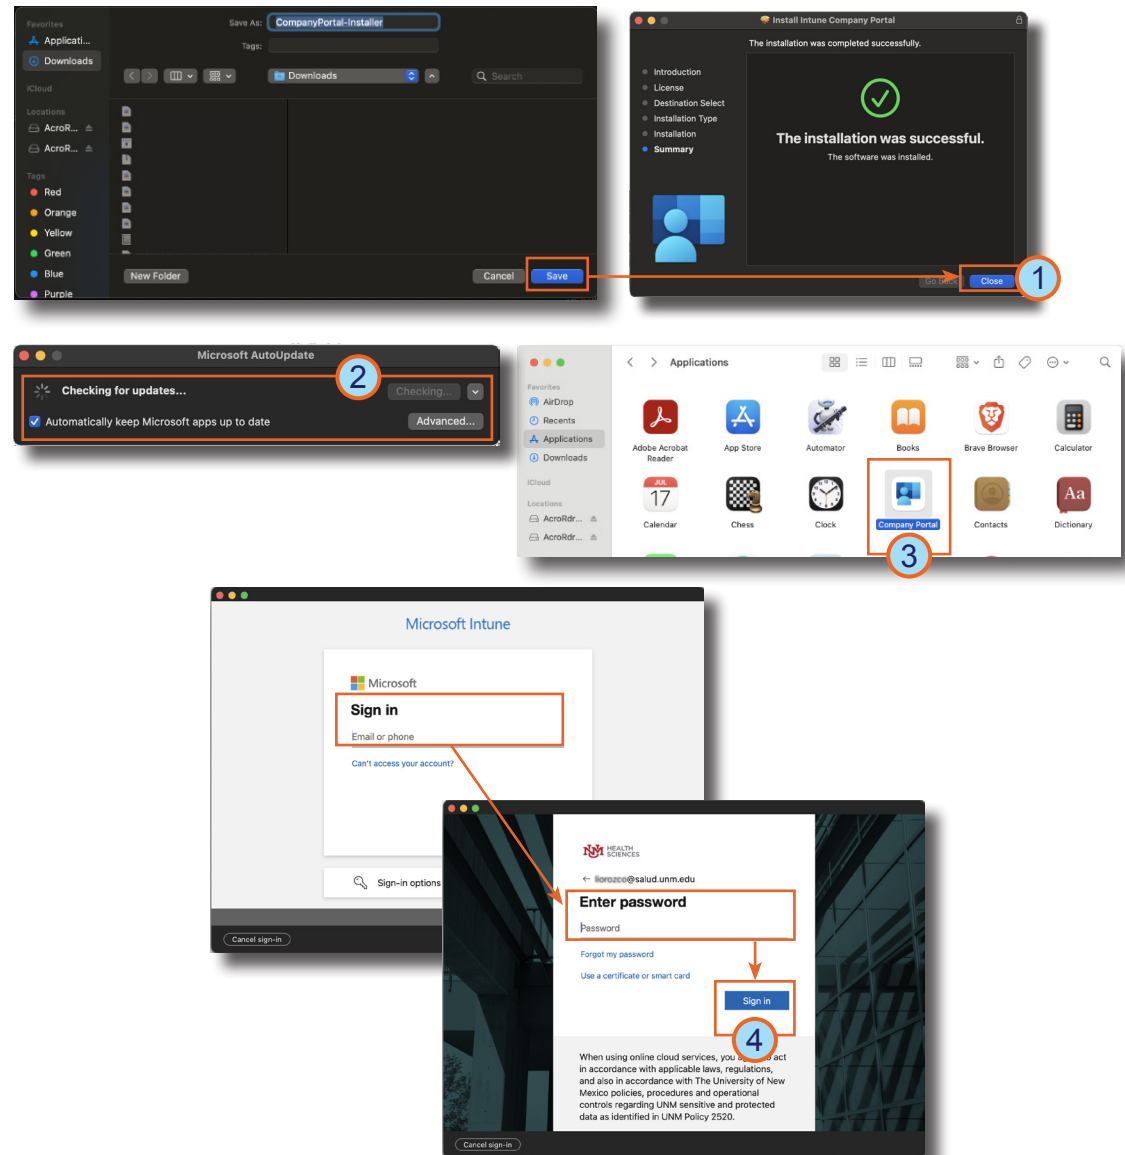 Favorites
Applicati...
Downloads
iCloud
Locations
AcroR...
AcroR...
Tags
Red
Orange
Yellow
Green
Blue
Purple
Save As: CompanyPortal-Installer
Tags:
Downloads
Search
New Folder
Cancel
Save
Install Intune Company Portal
The installation was completed successfully.
Introduction
License
Destination Select
Installation Type
Installation
Summary
The installation was successful.
The software was installed.
Go Back
Close
1
Microsoft AutoUpdate
2
Checking for updates...
Checking...
Automatically keep Microsoft apps up to date
Advanced...
Favorites
AirDrop
Recents
Applications
Downloads
iCloud
Locations
AcroRdr...
AcroRdr...
Applications
Adobe Acrobat
Reader
App Store
Automator
Books
Brave Browser
Calculator
JUL
17
Aa
Calendar
Chess
Clock
Company Portal
Contacts
Dictionary
3
Microsoft Intune
Microsoft
Sign in
Email or phone
Can't access your account?
Sign-in options
Cancel sign-in
UNM HEALTH
SCIENCES
@salud.unm.edu
Enter password
Password
Forgot my password
Use a certificate or smart card
Sign in
4
When using online cloud services, you act
in accordance with applicable laws, regulations,
and also in accordance with The University of New
Mexico policies, procedures and operational
controls regarding UNM sensitive and protected
data as identified in UNM Policy 2520.
Cancel sign-in